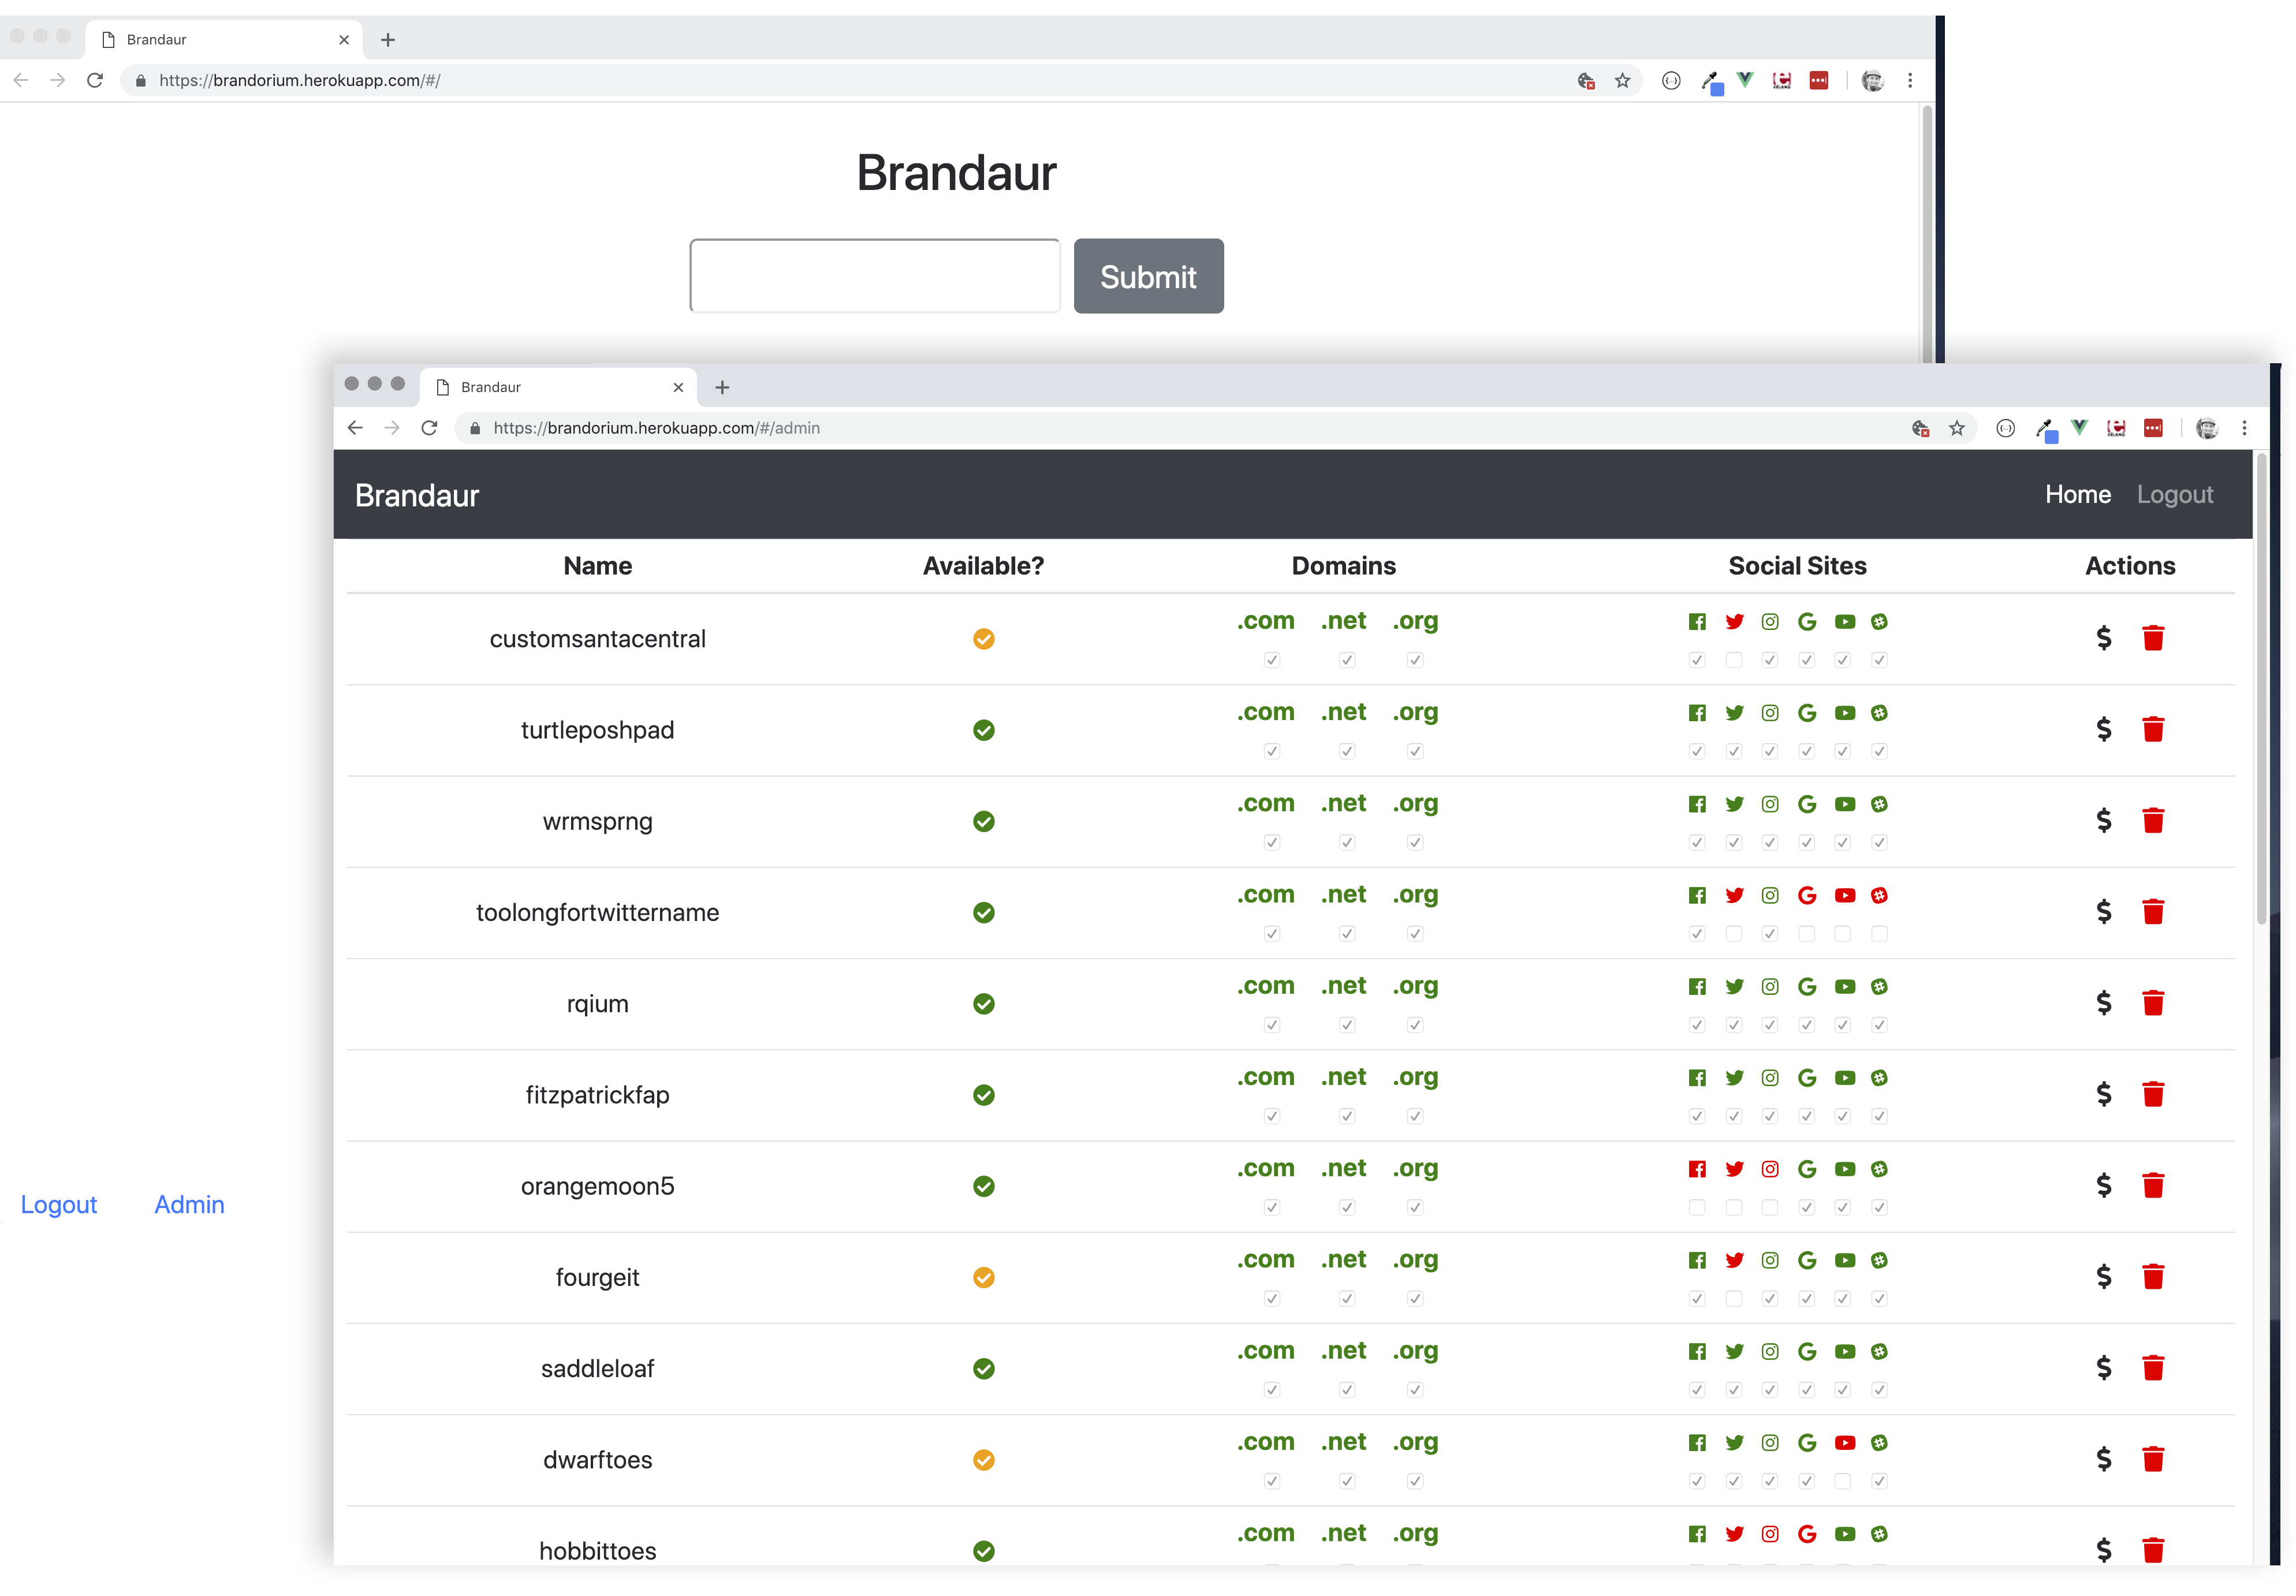 Brandaur
https://brandorium.herokuapp.com/#/
Brandaur
Submit
Brandaur
https://brandorium.herokuapp.com/#/admin
Brandaur Home Logout
Name Available? Domains Social Sites Actions
customsantacentral .com .net .org $
turtleposhpad .com .net .org $
wrmsprng .com .net .org $
toolongfortwittername .com .net .org $
rqium .com .net .org $
fitzpatrickfap .com .net .org $
orangemoon5 .com .net .org $
Logout Admin
fourgeit .com .net .org $
saddleloaf .com .net .org $
dwarftoes .com .net .org $
hobbittoes .com .net .org $